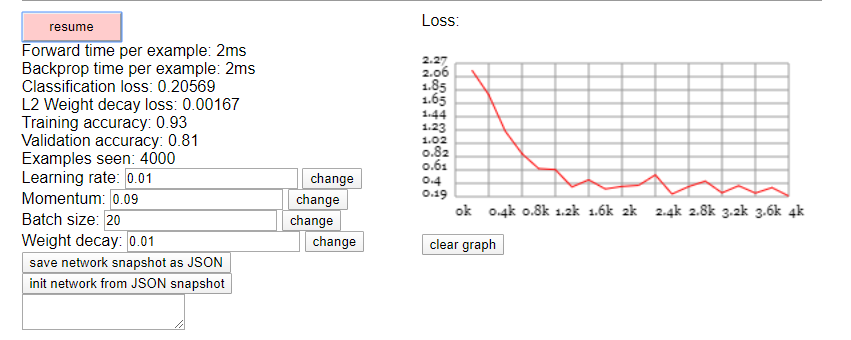 resume
Forward time per example: 2ms
Backprop time per example: 2ms
Classification loss: 0.20569
L2 Weight decay loss: 0.00167
Training accuracy: 0.93
Validation accuracy: 0.81
Examples seen: 4000
Learning rate: 0.01 change
Momentum: 0.09 change
Batch size: 20 change
Weight decay: 0.01 change
save network snapshot as JSON
init network from JSON snapshot
Loss:
2.27
2.06
1.85
1.65
1.44
1.23
1.02
0.82
0.61
0.4
0.19
0k 0.4k 0.8k 1.2k 1.6k 2k 2.4k 2.8k 3.2k 3.6k 4k
clear graph